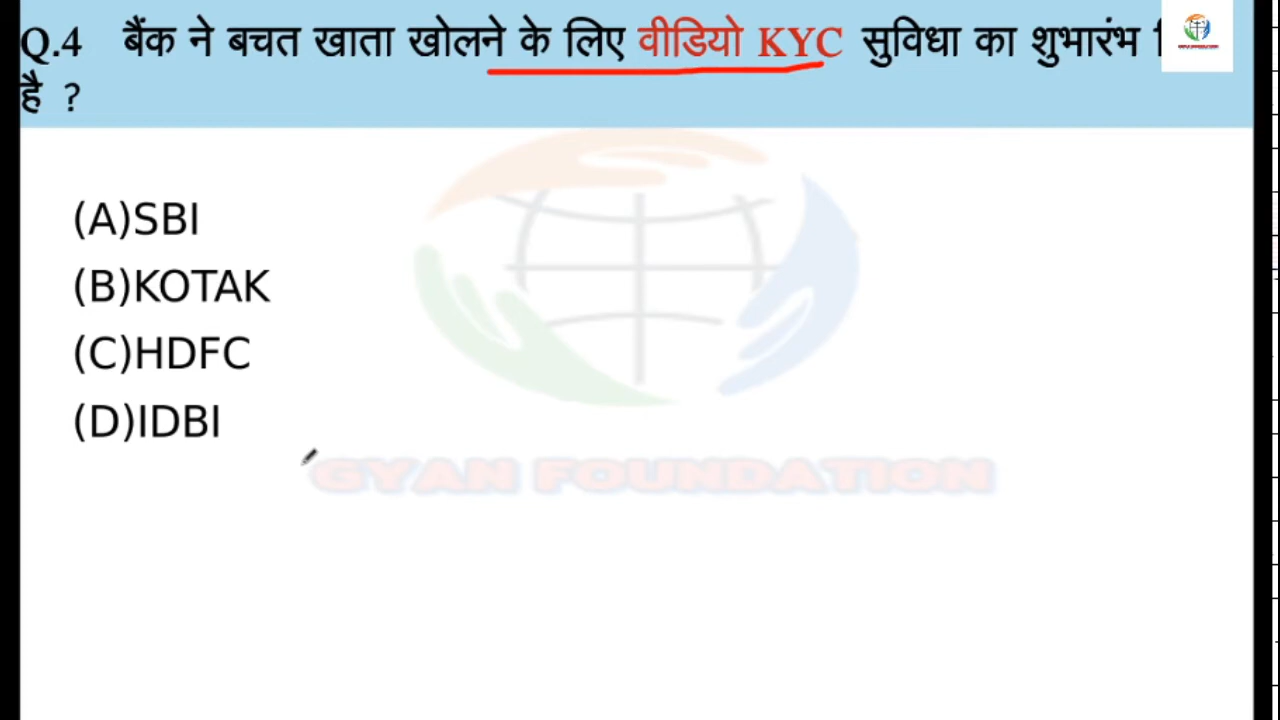 Q.4 बैंक ने बचत खाता खोलने के लिए वीडियो KYC सुविधा का शुभारंभ
है ?
(A)SBI
(B)KOTAK
(C)HDFC
(D)IDBI
GYAN FOUNDATION